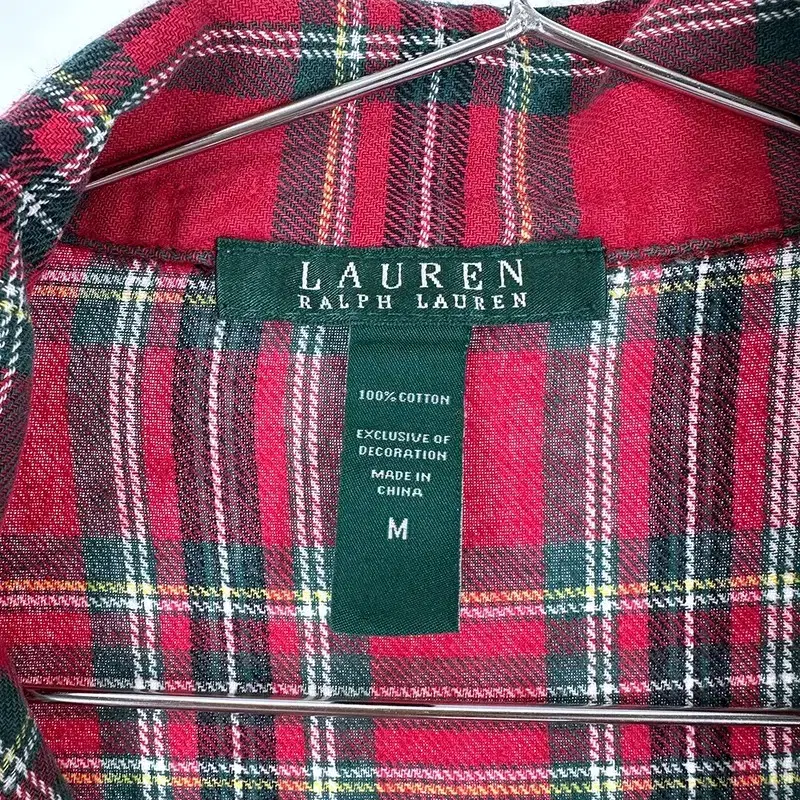 LAUREN
RALPH LAUREN
100% COTTON
EXCLUSIVE OF
DECORATION
MADE IN
CHINA
M